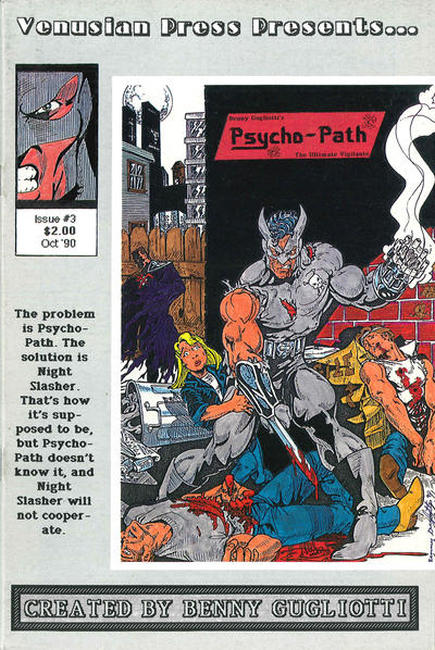 Venusian Press Presents...
Issue #3
$2.00
Oct '90
Benny Gugliotti's
Psycho-Path
The Ultimate Vigilante
The problem
is Psycho-
Path. The
solution is
Night
Slasher.
That's how
it's sup-
posed to be,
but Psycho-
Path doesn't
know it, and
Night
Slasher will
not cooper-
ate.
CREATED BY BENNY GUGLIOTTI